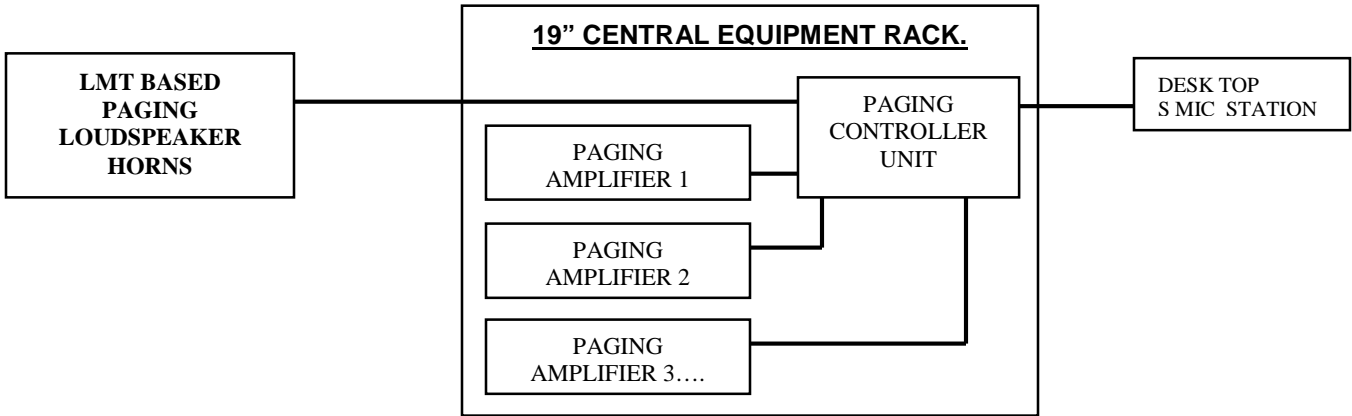 19” CENTRAL EQUIPMENT RACK.
LMT BASED
PAGING
LOUDSPEAKER
HORNS
PAGING
CONTROLLER
UNIT
DESK TOP
S MIC STATION
PAGING
AMPLIFIER 1
PAGING
AMPLIFIER 2
PAGING
AMPLIFIER 3….